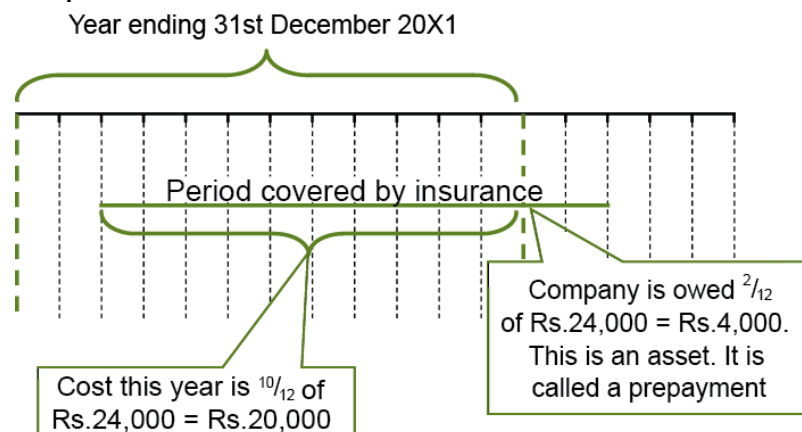 Year ending 31st December 20X1
Period covered by insurance
Company is owed 2/12
of Rs.24,000 = Rs.4,000.
This is an asset. It is
called a prepayment
Cost this year is 10/12 of
Rs.24,000 = Rs.20,000